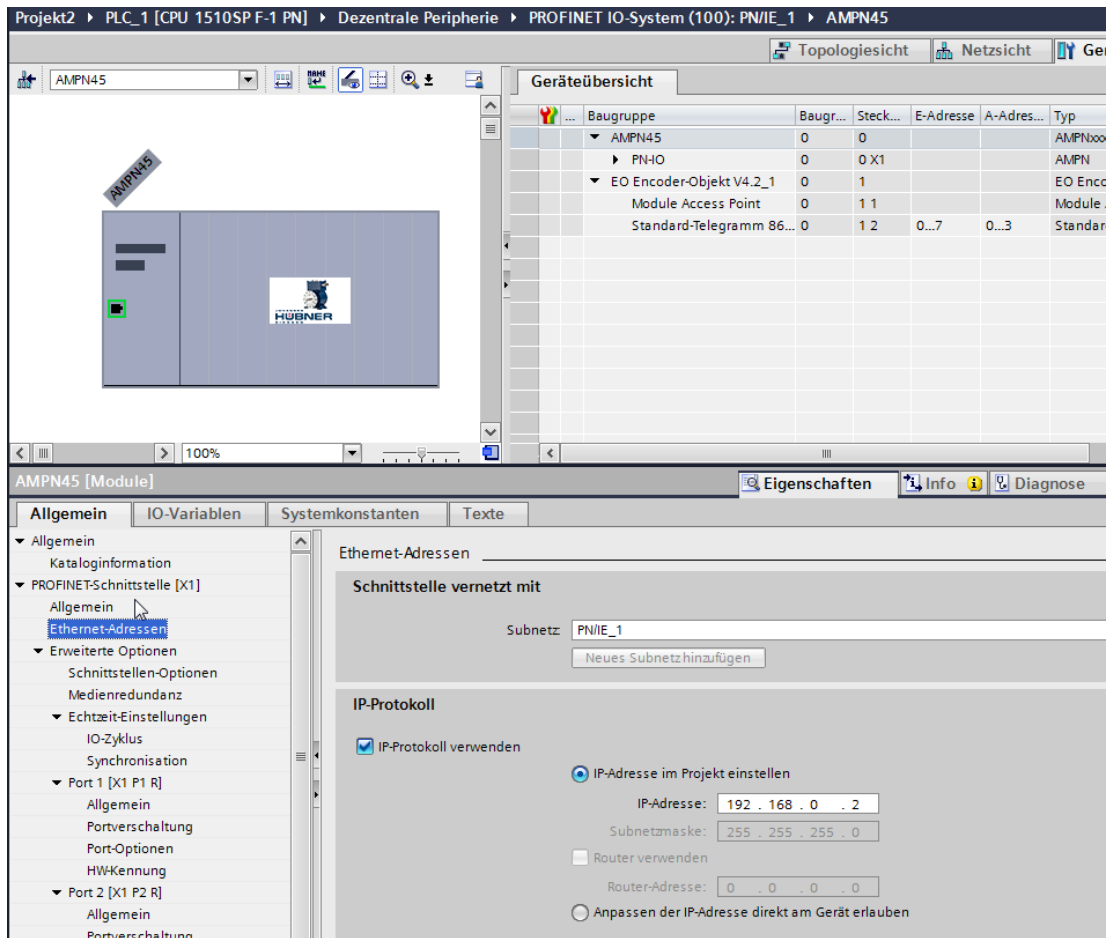 Projekt2 ▸ PLC_1 [CPU 1510SP F-1 PN] ▸ Dezentrale Peripherie ▸ PROFINET IO-System (100): PN/IE_1 ▸ AMPN45
Topologiesicht Netzsicht Ger
AMPN45
Geräteübersicht
... Baugruppe Baugr... Steck... E-Adresse A-Adres... Typ
AMPN45 0 0 AMPNxxx
PN-IO 0 0 X1 AMPN
EO Encoder-Objekt V4.2_1 0 1 EO Enco
Module Access Point 0 1 1 Module
Standard-Telegramm 86... 0 1 2 0...7 0...3 Standar
AMPN45
HÜBNER
100%
AMPN45 [Module]
Eigenschaften Info Diagnose
Allgemein IO-Variablen Systemkonstanten Texte
Allgemein
Kataloginformation
PROFINET-Schnittstelle [X1]
Allgemein
Ethernet-Adressen
Erweiterte Optionen
Schnittstellen-Optionen
Medienredundanz
Echtzeit-Einstellungen
IO-Zyklus
Synchronisation
Port 1 [X1 P1 R]
Allgemein
Portverschaltung
Port-Optionen
HW-Kennung
Port 2 [X1 P2 R]
Allgemein
Portverschaltung
Ethernet-Adressen
Schnittstelle vernetzt mit
Subnetz: PN/IE_1
Neues Subnetz hinzufügen
IP-Protokoll
IP-Protokoll verwenden
IP-Adresse im Projekt einstellen
IP-Adresse: 192 . 168 . 0 . 2
Subnetzmaske: 255 . 255 . 255 . 0
Router verwenden
Router-Adresse: 0 . 0 . 0 . 0
Anpassen der IP-Adresse direkt am Gerät erlauben